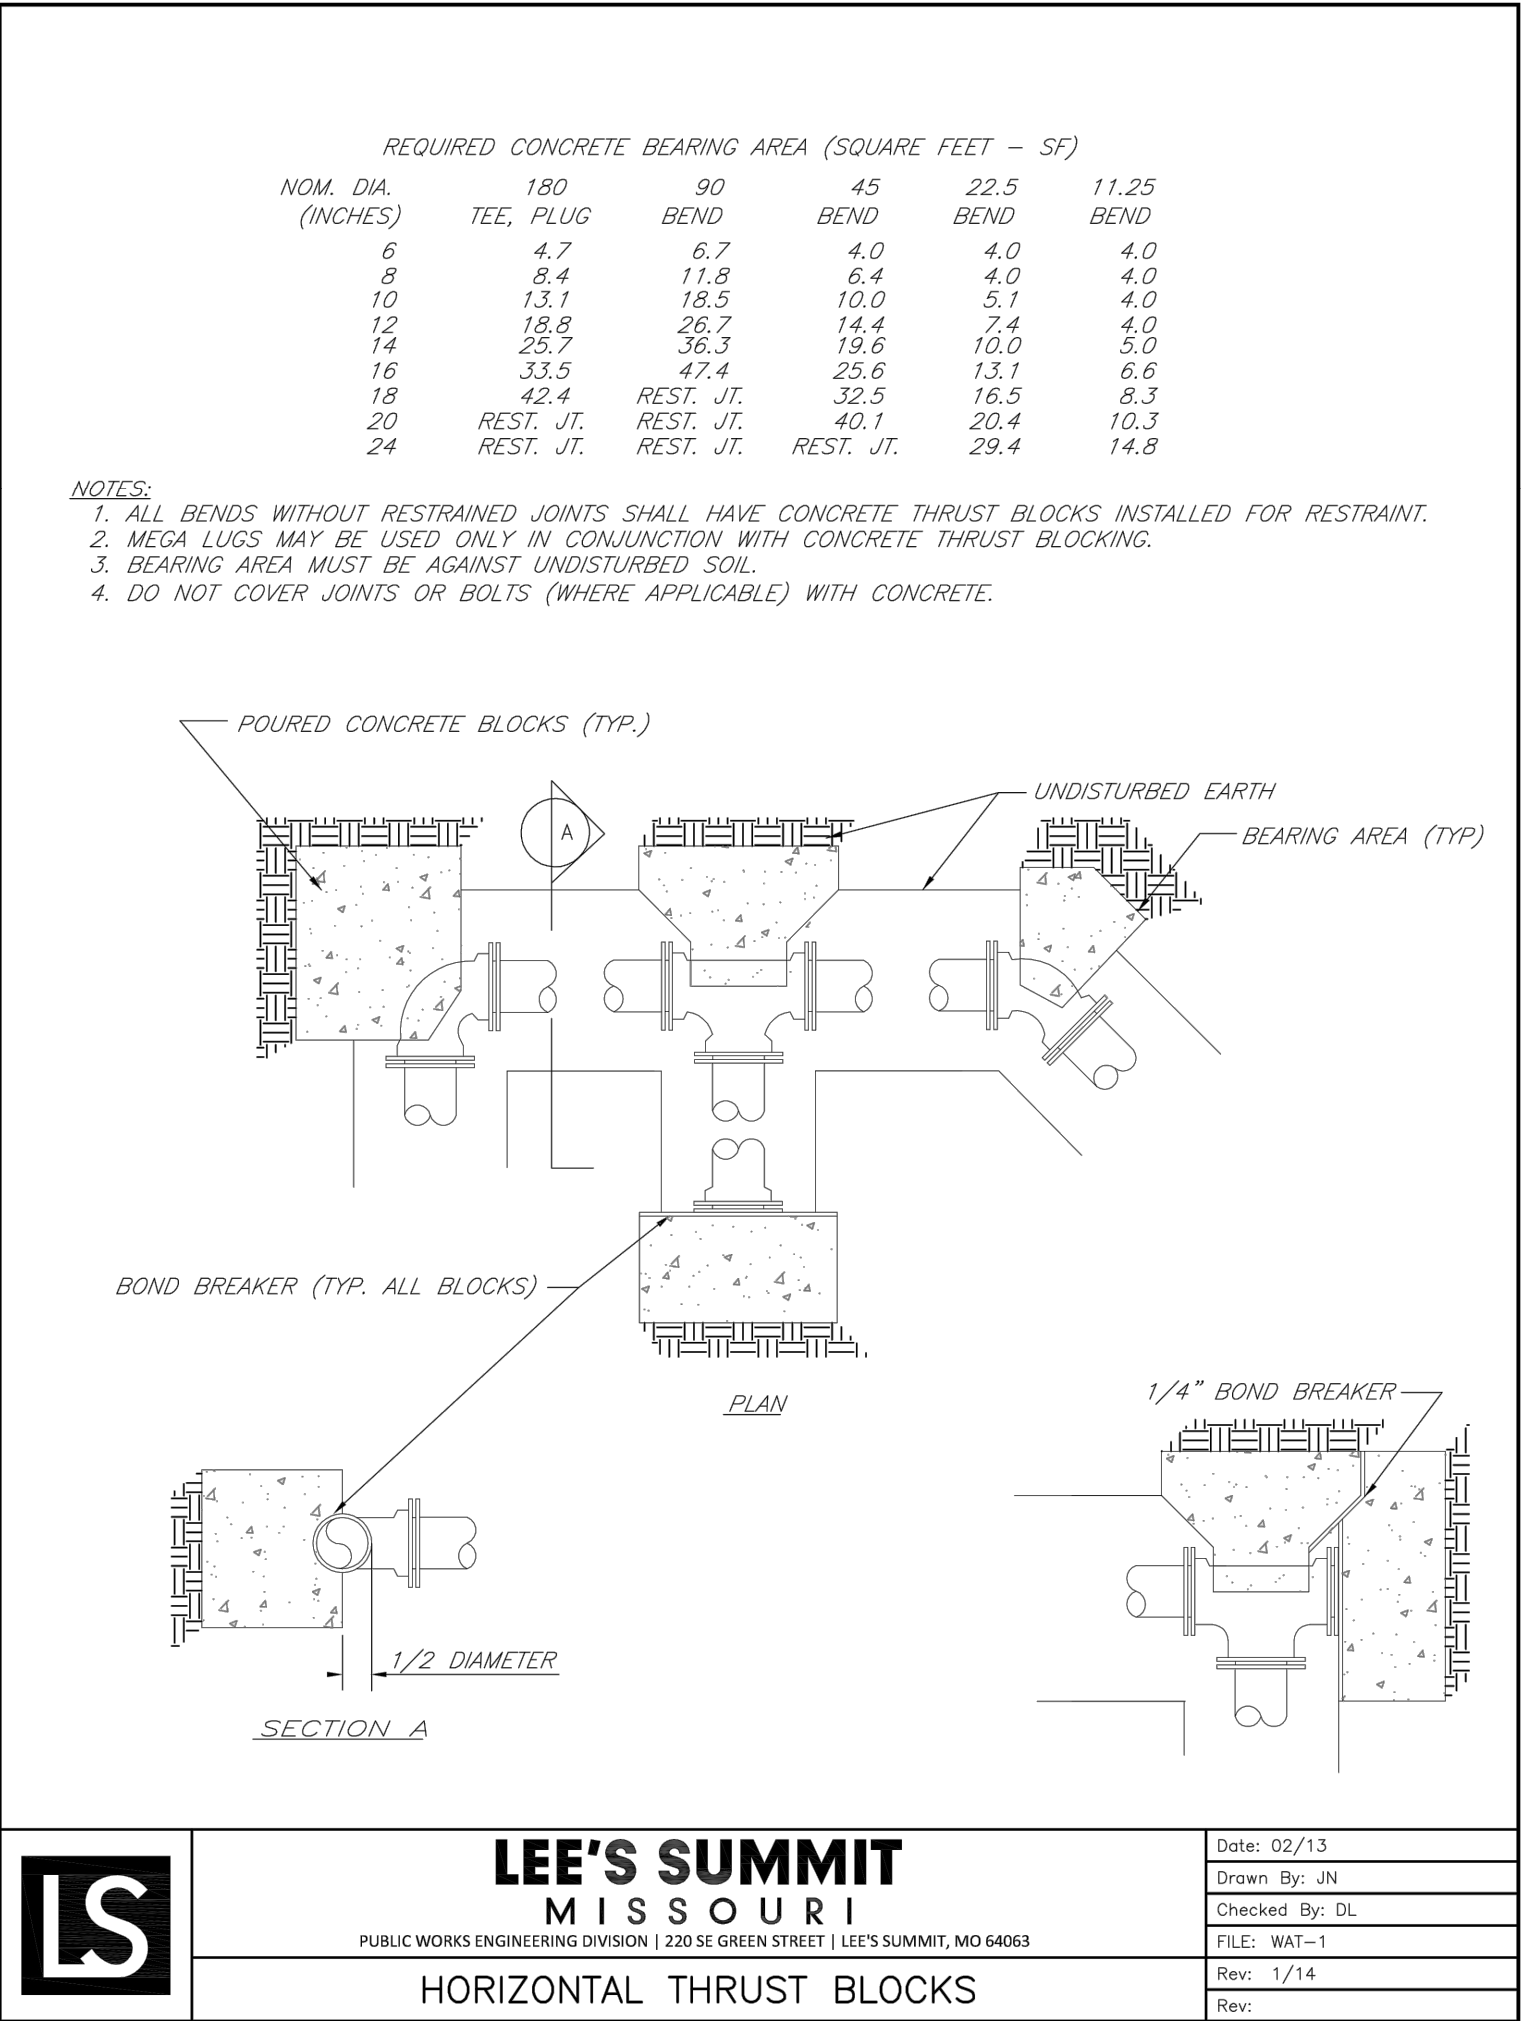 REQUIRED CONCRETE BEARING AREA (SQUARE FEET – SF)
NOM. DIA. 180 90 45 22.5 11.25
(INCHES) TEE, PLUG BEND BEND BEND BEND
6 4.7 6.7 4.0 4.0 4.0
8 8.4 11.8 6.4 4.0 4.0
10 13.1 18.5 10.0 5.1 4.0
12 18.8 26.7 14.4 7.4 4.0
14 25.7 36.3 19.6 10.0 5.0
16 33.5 47.4 25.6 13.1 6.6
18 42.4 REST. JT. 32.5 16.5 8.3
20 REST. JT. REST. JT. 40.1 20.4 10.3
24 REST. JT. REST. JT. REST. JT. 29.4 14.8
NOTES:
1. ALL BENDS WITHOUT RESTRAINED JOINTS SHALL HAVE CONCRETE THRUST BLOCKS INSTALLED FOR RESTRAINT.
2. MEGA LUGS MAY BE USED ONLY IN CONJUNCTION WITH CONCRETE THRUST BLOCKING.
3. BEARING AREA MUST BE AGAINST UNDISTURBED SOIL.
4. DO NOT COVER JOINTS OR BOLTS (WHERE APPLICABLE) WITH CONCRETE.
POURED CONCRETE BLOCKS (TYP.)
UNDISTURBED EARTH
A
BEARING AREA (TYP)
BOND BREAKER (TYP. ALL BLOCKS)
PLAN
1/4" BOND BREAKER
1/2 DIAMETER
SECTION A
LS
LEE'S SUMMIT
MISSOURI
PUBLIC WORKS ENGINEERING DIVISION | 220 SE GREEN STREET | LEE'S SUMMIT, MO 64063
HORIZONTAL THRUST BLOCKS
Date: 02/13
Drawn By: JN
Checked By: DL
FILE: WAT–1
Rev: 1/14
Rev: